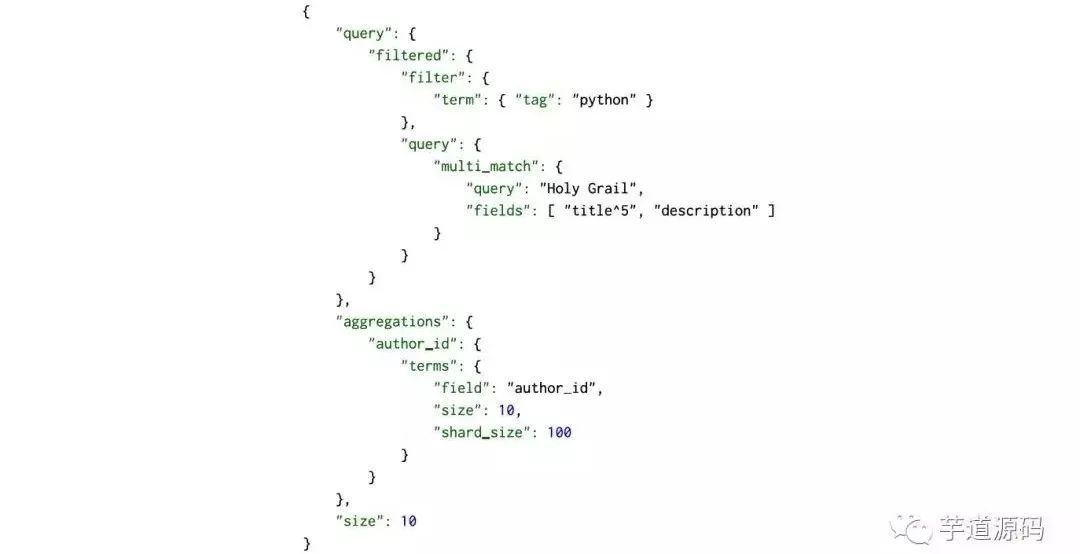 {
    "query": {
        "filtered": {
            "filter": {
                "term": { "tag": "python" }
            },
            "query": {
                "multi_match": {
                    "query": "Holy Grail",
                    "fields": [ "title^5", "description" ]
                }
            }
        }
    },
    "aggregations": {
        "author_id": {
            "terms": {
                "field": "author_id",
                "size": 10,
                "shard_size": 100
            }
        }
    },
    "size": 10
}
芋道源码